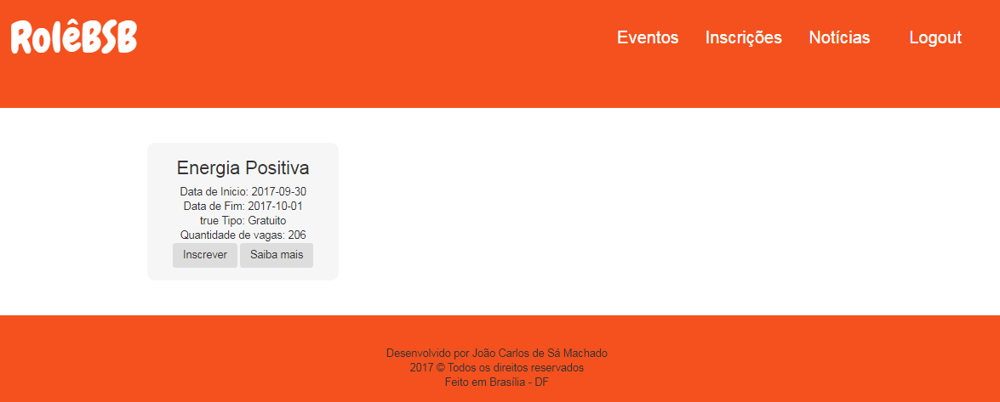 RolêBSB
Eventos Inscrições Notícias Logout
Energia Positiva
Data de Inicio: 2017-09-30
Data de Fim: 2017-10-01
true Tipo: Gratuito
Quantidade de vagas: 206
Inscrever Saiba mais
Desenvolvido por João Carlos de Sá Machado
2017 © Todos os direitos reservados
Feito em Brasília - DF